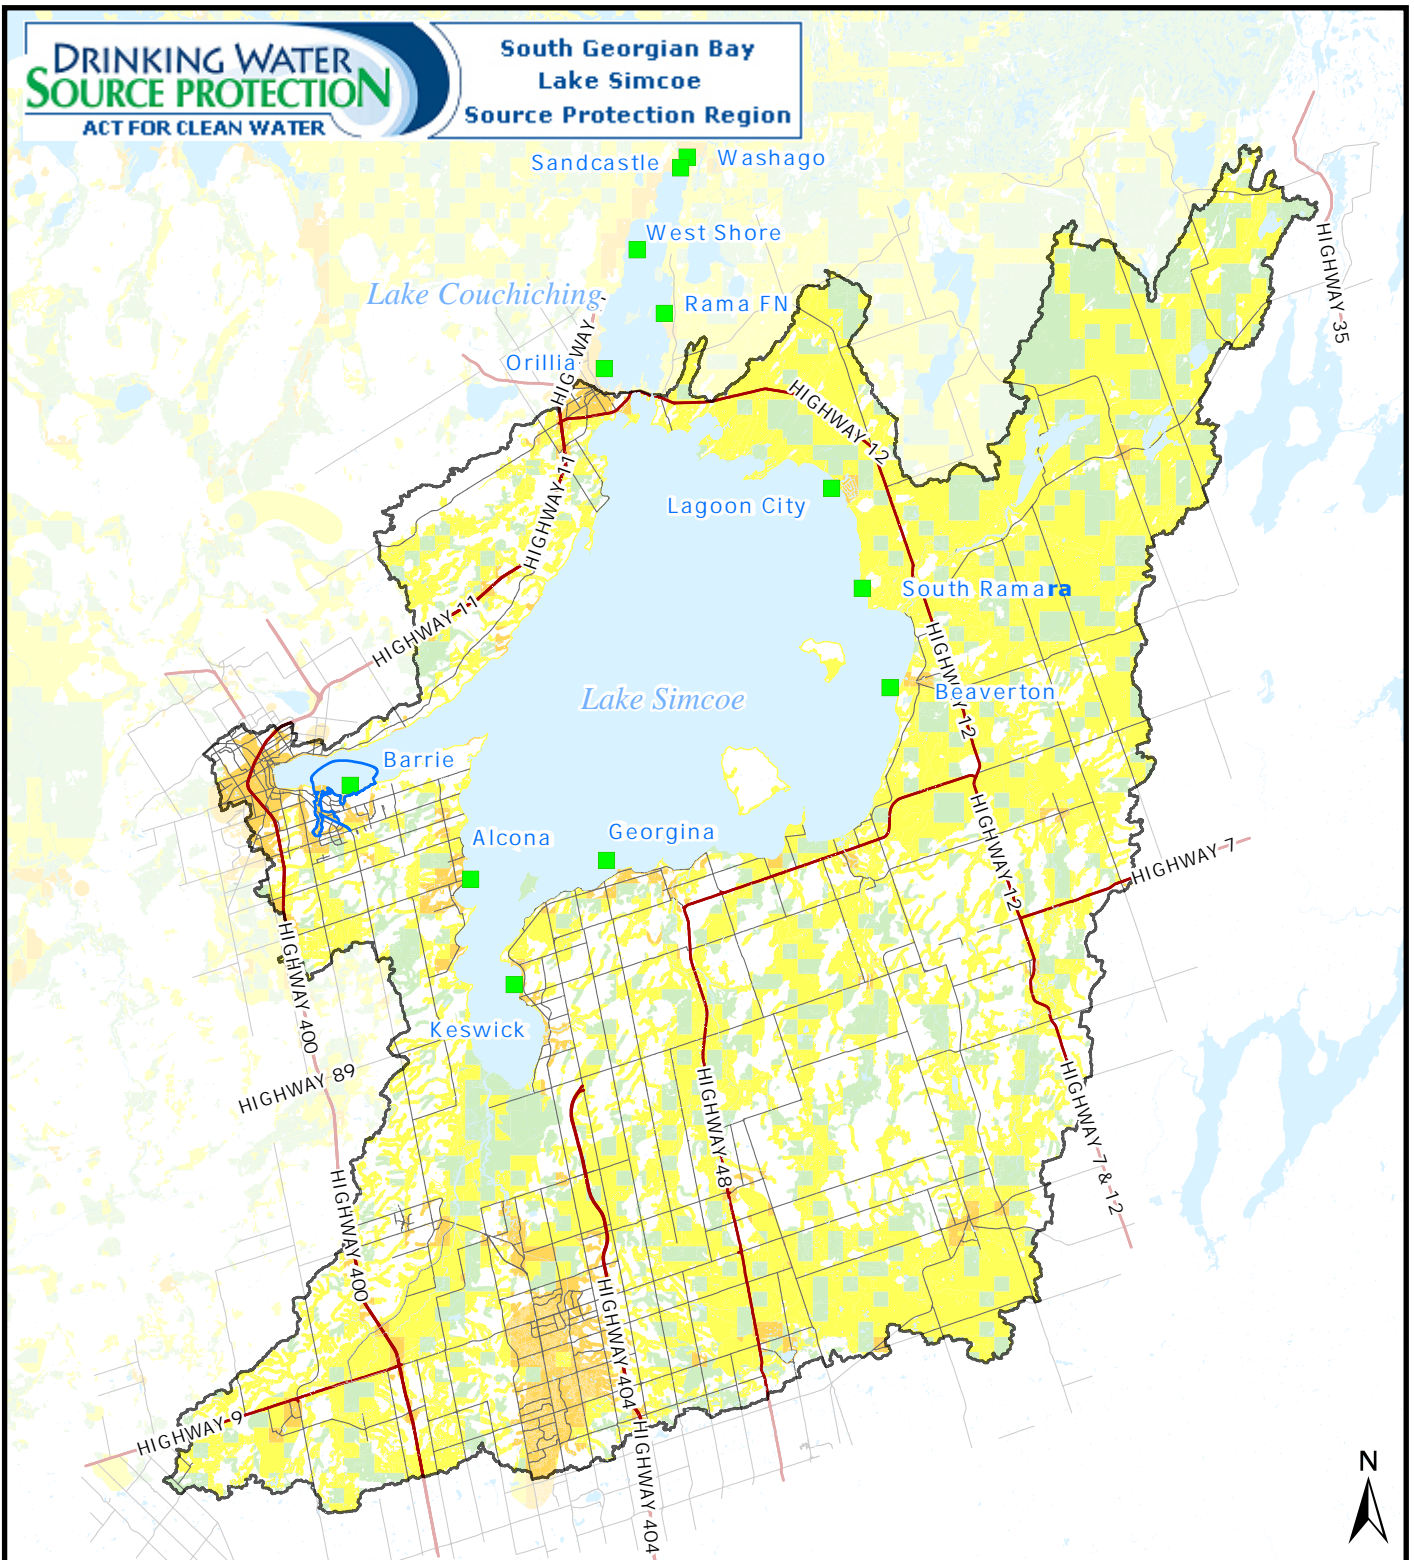 DRINKING WATER
SOURCE PROTECTION
ACT FOR CLEAN WATER
South Georgian Bay
Lake Simcoe
Source Protection Region
Sandcastle
Washago
West Shore
Lake Couchiching
Rama FN
HIGHWAY 35
Orillia
HIGHWAY
HIGHWAY 12
HIGHWAY 11
Lagoon City
South Ramara
HIGHWAY 11
HIGHWAY 12
Lake Simcoe
Beaverton
Barrie
Alcona
Georgina
HIGHWAY 12
HIGHWAY 7
HIGHWAY 400
Keswick
HIGHWAY 89
HIGHWAY 48
HIGHWAY 7 & 12
HIGHWAY 400
HIGHWAY 404
HIGHWAY 9
HIGHWAY 404
N